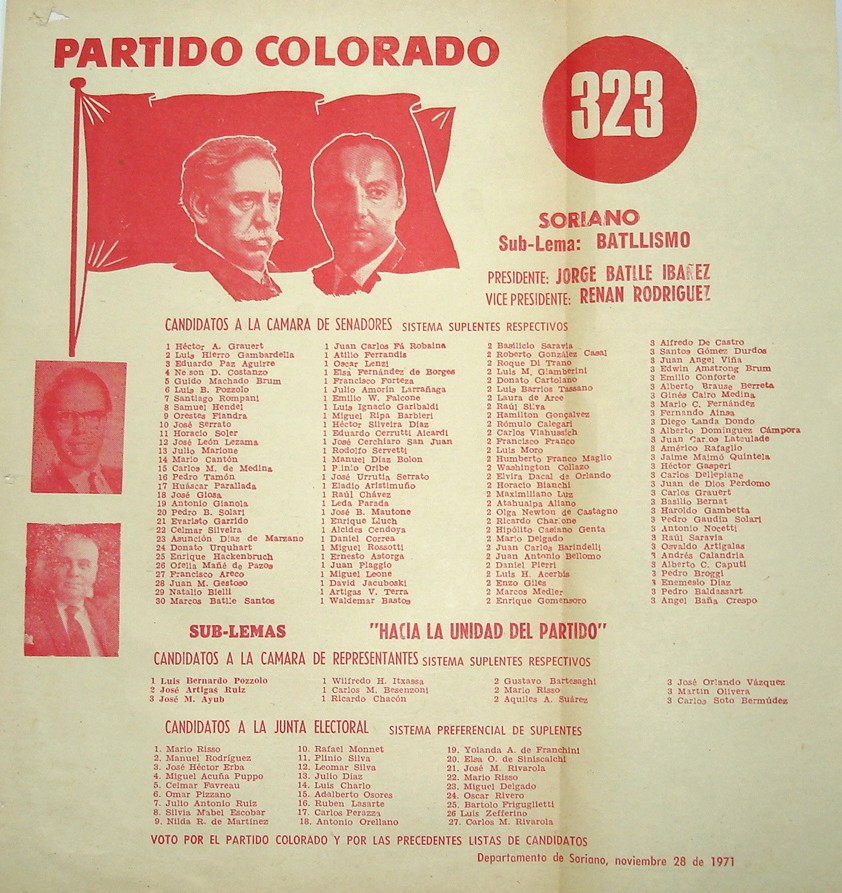 PARTIDO COLORADO
323
SORIANO
Sub-Lema: BATLLISMO
PRESIDENTE: JORGE BATLLE IBAÑEZ
VICE PRESIDENTE: RENAN RODRIGUEZ
CANDIDATOS A LA CAMARA DE SENADORES SISTEMA SUPLENTES RESPECTIVOS
1 Héctor A. Grauert
2 Luis Hierro Gambardella
3 Eduardo Paz Aguirre
4 Nelson D. Costanzo
5 Guido Machado Brum
6 Luis B. Pozzolo
7 Santiago Rompani
8 Samuel Hendel
9 Orestes Fiandra
10 José Serrato
11 Horacio Soler
12 José León Lezama
13 Julio Marione
14 Mario Cantón
15 Carlos M. de Medina
16 Pedro Tamón
17 Huáscar Parallada
18 José Glosa
19 Antonio Gianola
20 Pedro B. Solari
21 Evaristo Garrido
22 Celmar Silveira
23 Asunción Díaz de Marzano
24 Donato Urquhart
25 Enrique Hackenbruch
26 Ofelia Mañé de Pazos
27 Francisco Areco
28 Juan M. Gestoso
29 Natalio Bielli
30 Marcos Batlle Santos
1 Juan Carlos Fá Robaina
1 Atilio Ferrandis
1 Oscar Lenzi
1 Elsa Fernández de Borges
1 Francisco Forteza
1 Julio Amorin Larrañaga
1 Emilio W. Falcone
1 Luis Ignacio Garibaldi
1 Miguel Ripa Barbieri
1 Héctor Silveira Díaz
1 Eduardo Cerrutti Aicardi
1 José Cerchiaro San Juan
1 Rodolfo Servetti
1 Manuel Díaz Bolon
1 Plinio Oribe
1 José Urrutia Serrato
1 Eladio Aristimuño
1 Raúl Chávez
1 Leda Parada
1 José B. Mautone
1 Enrique Lluch
1 Alcides Cendoya
1 Daniel Correa
1 Miguel Rossotti
1 Ernesto Astorga
1 Juan Piaggio
1 Miguel Leone
1 David Jacuboski
1 Artigas V. Terra
1 Waldemar Bastos
2 Basilicio Saravia
2 Roberto González Casal
2 Roque Di Trano
2 Luis M. Giamberini
2 Donato Cartolano
2 Luis Barrios Tassano
2 Laura de Arce
2 Raúl Silva
2 Hamilton Gonçalvez
2 Rómulo Calegari
2 Carlos Viahussich
2 Francisco Franco
2 Luis Moro
2 Humberto Franco Maglio
2 Washington Collazo
2 Elvira Dacal de Orlando
2 Horacio Bianchi
2 Maximiliano Luz
2 Atahualpa Aliano
2 Olga Newton de Castagno
2 Ricardo Charlone
2 Hipólito Casiano Genta
2 Mario Delgado
2 Juan Carlos Barindelli
2 Juan Antonio Bellomo
2 Daniel Pierri
2 Luis H. Acerbis
2 Enzo Giles
2 Marcos Medler
2 Enrique Gomensoro
3 Alfredo De Castro
3 Santos Gómez Durdos
3 Juan Angel Viña
3 Edwin Amstrong Brum
3 Emilio Conforte
3 Alberto Brause Berreta
3 Ginés Cairo Medina
3 Mario C. Fernández
3 Fernando Ainsa
3 Diego Landa Dondo
3 Alberto Domínguez Cámpora
3 Juan Carlos Lateulade
3 Américo Rafaglio
3 Jaime Maimó Quintela
3 Héctor Gasperi
3 Carlos Dellepiane
3 Juan de Dios Perdomo
3 Carlos Grauert
3 Basilio Bernat
3 Haroldo Gambetta
3 Pedro Gaudin Solari
3 Antonio Nocetti
3 Raúl Saravia
3 Osvaldo Artigalas
3 Andrés Calandria
3 Alberto C. Caputi
3 Pedro Broggi
3 Enemesio Díaz
3 Pedro Baldassart
3 Angel Baña Crespo
SUB-LEMAS "HACIA LA UNIDAD DEL PARTIDO"
CANDIDATOS A LA CAMARA DE REPRESENTANTES SISTEMA SUPLENTES RESPECTIVOS
1 Luis Bernardo Pozzolo
2 José Artigas Ruiz
3 José M. Ayub
1 Wilfredo H. Itxassa
1 Carlos M. Besenzoni
1 Ricardo Chacón
2 Gustavo Bartesaghi
2 Mario Risso
2 Aquiles A. Suárez
3 José Orlando Vázquez
3 Martin Olivera
3 Carlos Soto Bermúdez
CANDIDATOS A LA JUNTA ELECTORAL SISTEMA PREFERENCIAL DE SUPLENTES
1. Mario Risso
2. Manuel Rodríguez
3. José Héctor Erba
4. Miguel Acuña Puppo
5. Celmar Favreau
6. Omar Pizzano
7. Julio Antonio Ruiz
8. Silvia Mabel Escobar
9. Nilda R. de Martínez
10. Rafael Monnet
11. Plinio Silva
12. Leomar Silva
13. Julio Díaz
14. Luis Charlo
15. Adalberto Osores
16. Ruben Lasarte
17. Carlos Perazza
18. Antonio Orellano
19. Yolanda A. de Franchini
20. Elsa O. de Siniscalchi
21. José M. Rivarola
22. Mario Risso
23. Miguel Delgado
24. Oscar Rivero
25. Bartolo Friguglietti
26 Luis Zefferino
27. Carlos M. Rivarola
VOTO POR EL PARTIDO COLORADO Y POR LAS PRECEDENTES LISTAS DE CANDIDATOS
Departamento de Soriano, noviembre 28 de 1971